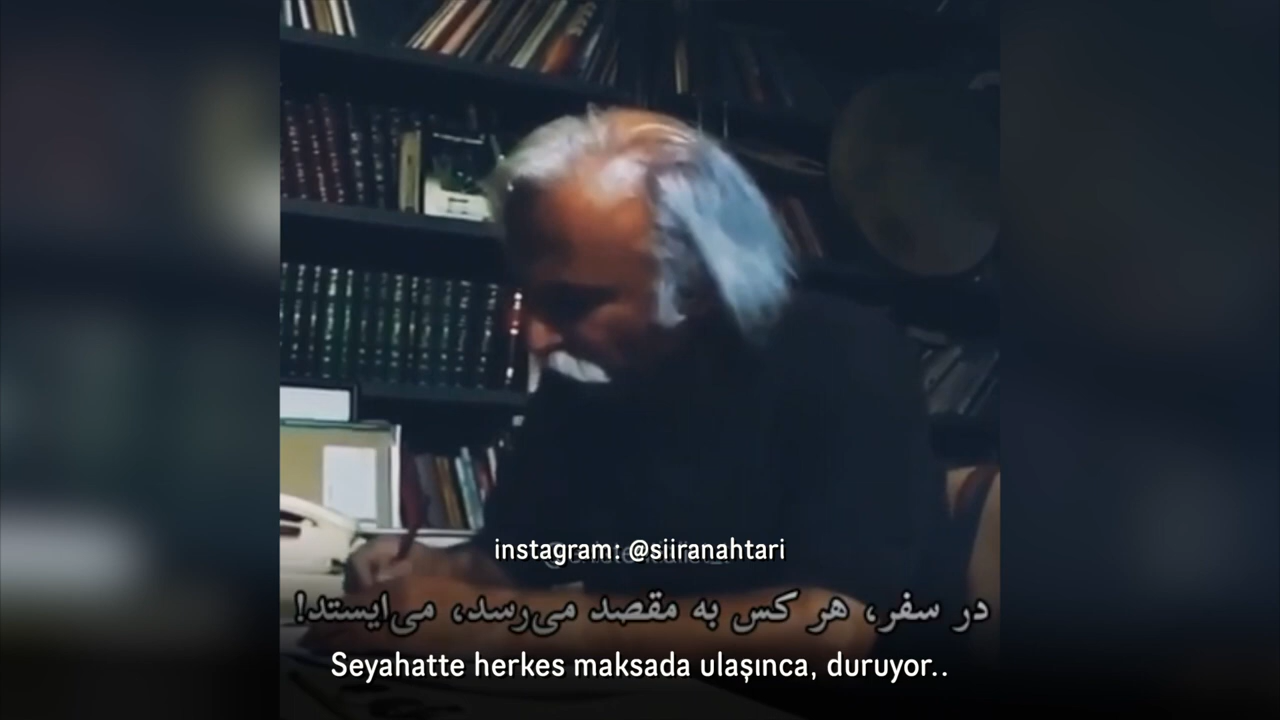 instagram: @siiranahtari
در سفر، هر کس به مقصد می‌رسد، می‌ایستد!
Seyahatte herkes maksada ulaşınca, duruyor..